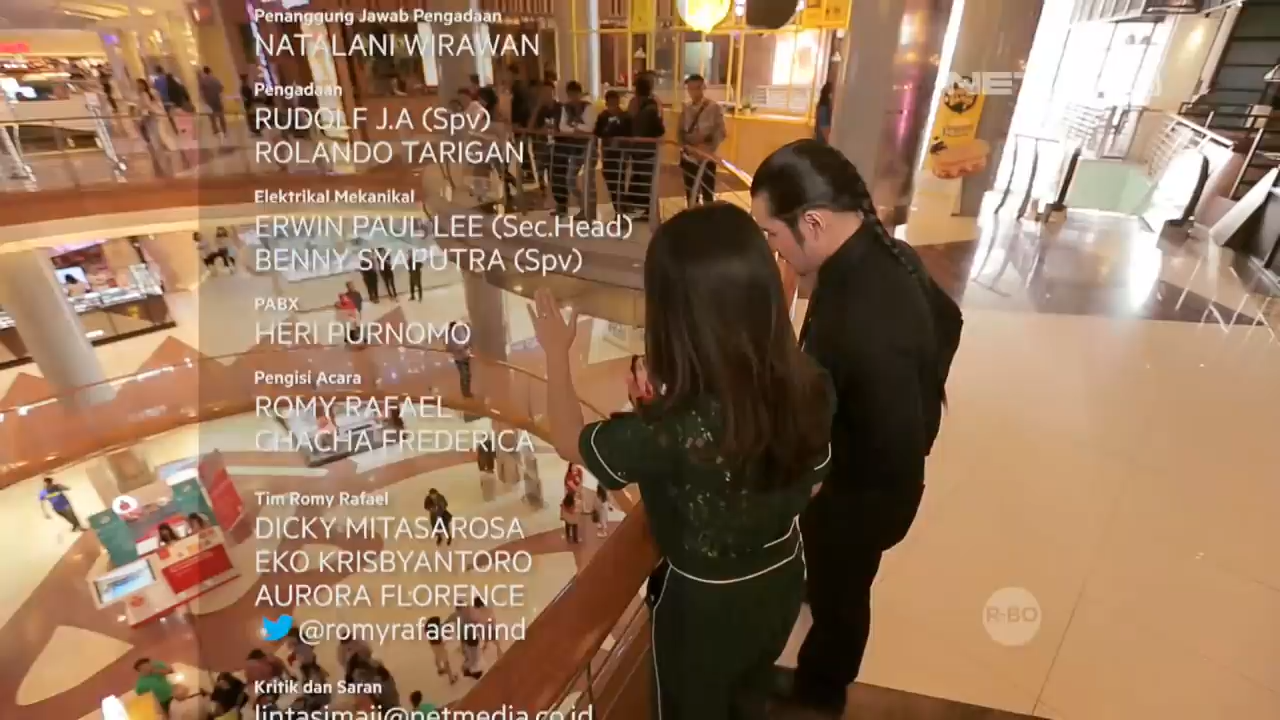 Penanggung Jawab Pengadaan
NATALANI WIRAWAN
Pengadaan
RUDOLF J.A (Spv)
ROLANDO TARIGAN
Elektrikal Mekanikal
ERWIN PAUL LEE (Sec.Head)
BENNY SYAPUTRA (Spv)
PABX
HERI PURNOMO
Pengisi Acara
ROMY RAFAEL
CHACHA FREDERICA
Tim Romy Rafael
DICKY MITASAROSA
EKO KRISBYANTORO
AURORA FLORENCE
@romyrafaelmind
Kritik dan Saran
lintasimaji@netmedia.co.id
NET
R-BO